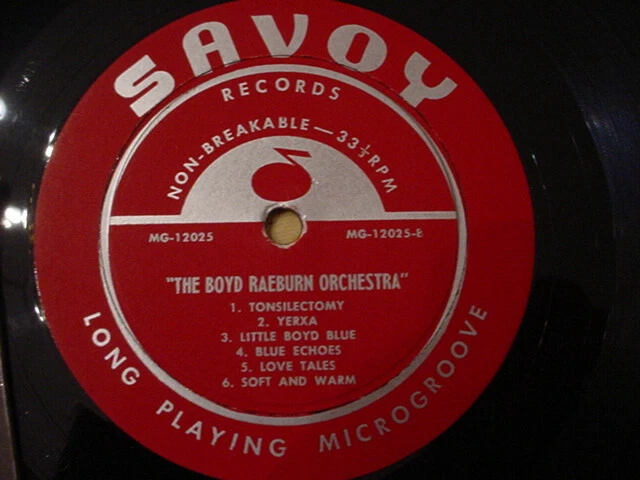 SAVOY
RECORDS
NON-BREAKABLE — 33⅓ RPM
MG-12025 MG-12025-B
"THE BOYD RAEBURN ORCHESTRA"
1. TONSILECTOMY
2. YERXA
3. LITTLE BOYD BLUE
4. BLUE ECHOES
5. LOVE TALES
6. SOFT AND WARM
LONG PLAYING MICROGROOVE